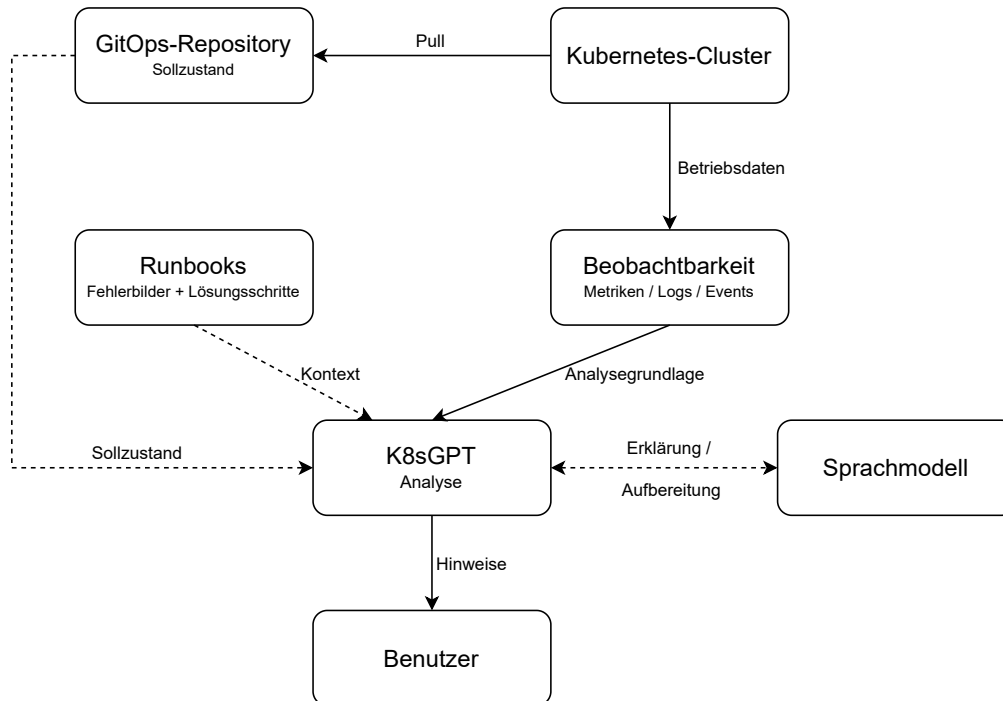 GitOps-Repository
Sollzustand
Pull
Kubernetes-Cluster
Betriebsdaten
Runbooks
Fehlerbilder + Lösungsschritte
Beobachtbarkeit
Metriken / Logs / Events
Kontext
Analysegrundlage
Sollzustand
K8sGPT
Analyse
Erklärung /
Aufbereitung
Sprachmodell
Hinweise
Benutzer